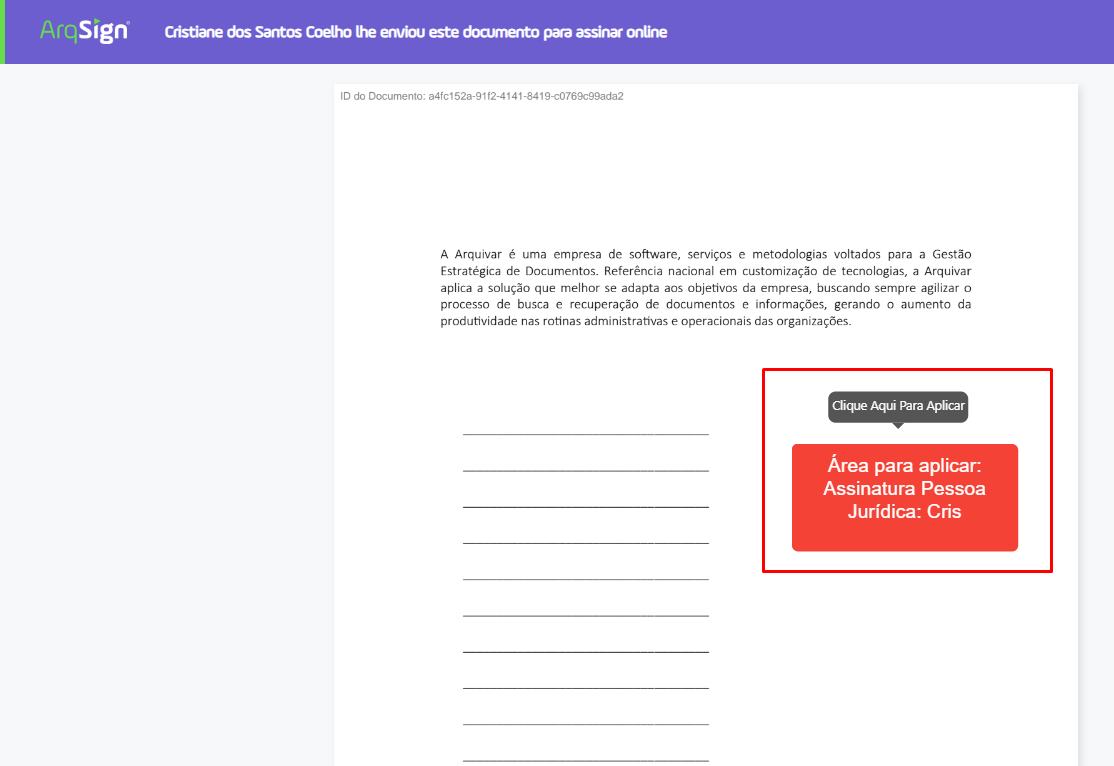 ArqSign®
Cristiane dos Santos Coelho lhe enviou este documento para assinar online
ID do Documento: a4fc152a-91f2-4141-8419-c0769c99ada2
A Arquivar é uma empresa de software, serviços e metodologias voltados para a Gestão
Estratégica de Documentos. Referência nacional em customização de tecnologias, a Arquivar
aplica a solução que melhor se adapta aos objetivos da empresa, buscando sempre agilizar o
processo de busca e recuperação de documentos e informações, gerando o aumento da
produtividade nas rotinas administrativas e operacionais das organizações.
Clique Aqui Para Aplicar
Área para aplicar:
Assinatura Pessoa
Jurídica: Cris